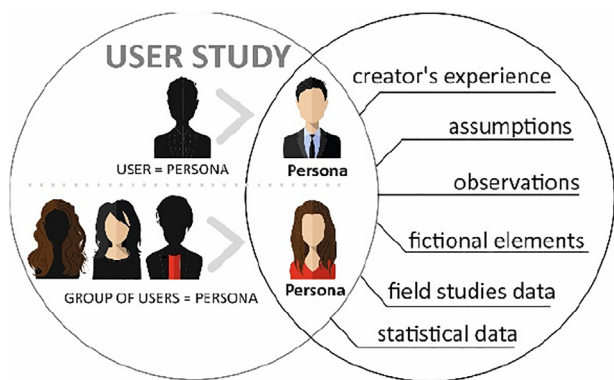 USER STUDY
USER = PERSONA
Persona
GROUP OF USERS = PERSONA
Persona
creator's experience
assumptions
observations
fictional elements
field studies data
statistical data